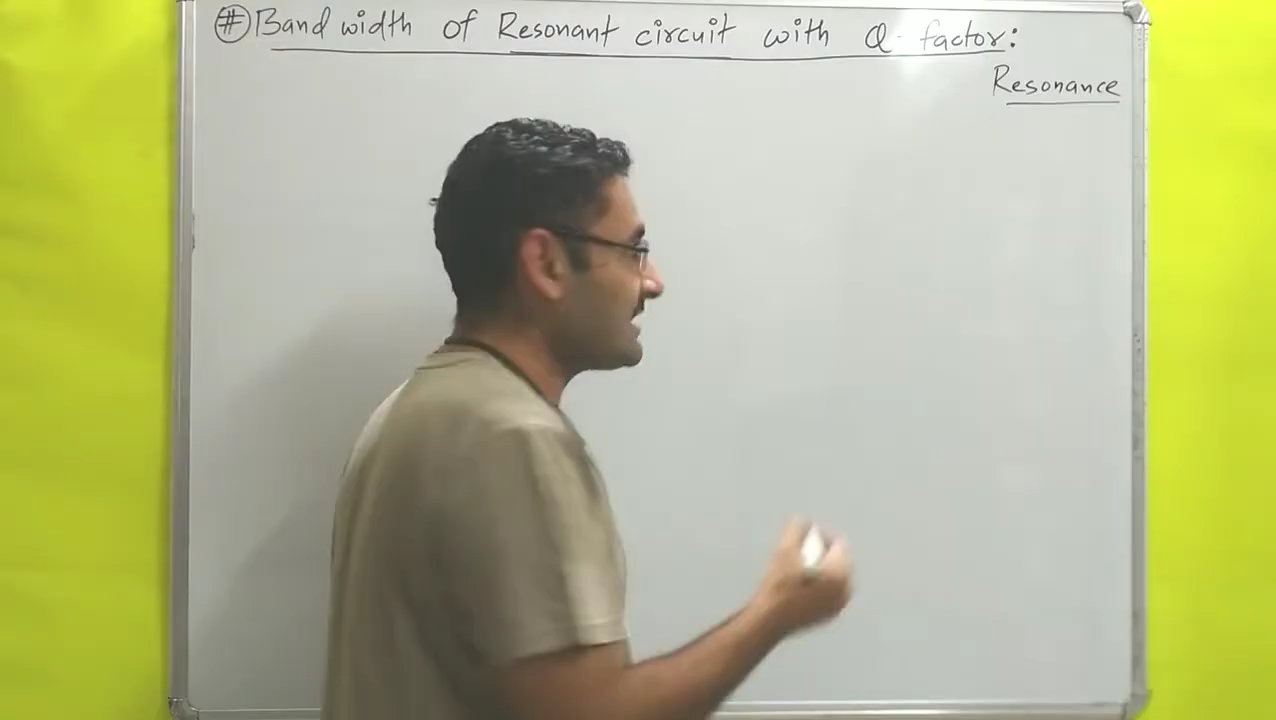 # Band width of Resonant circuit with Q-factor:
Resonance